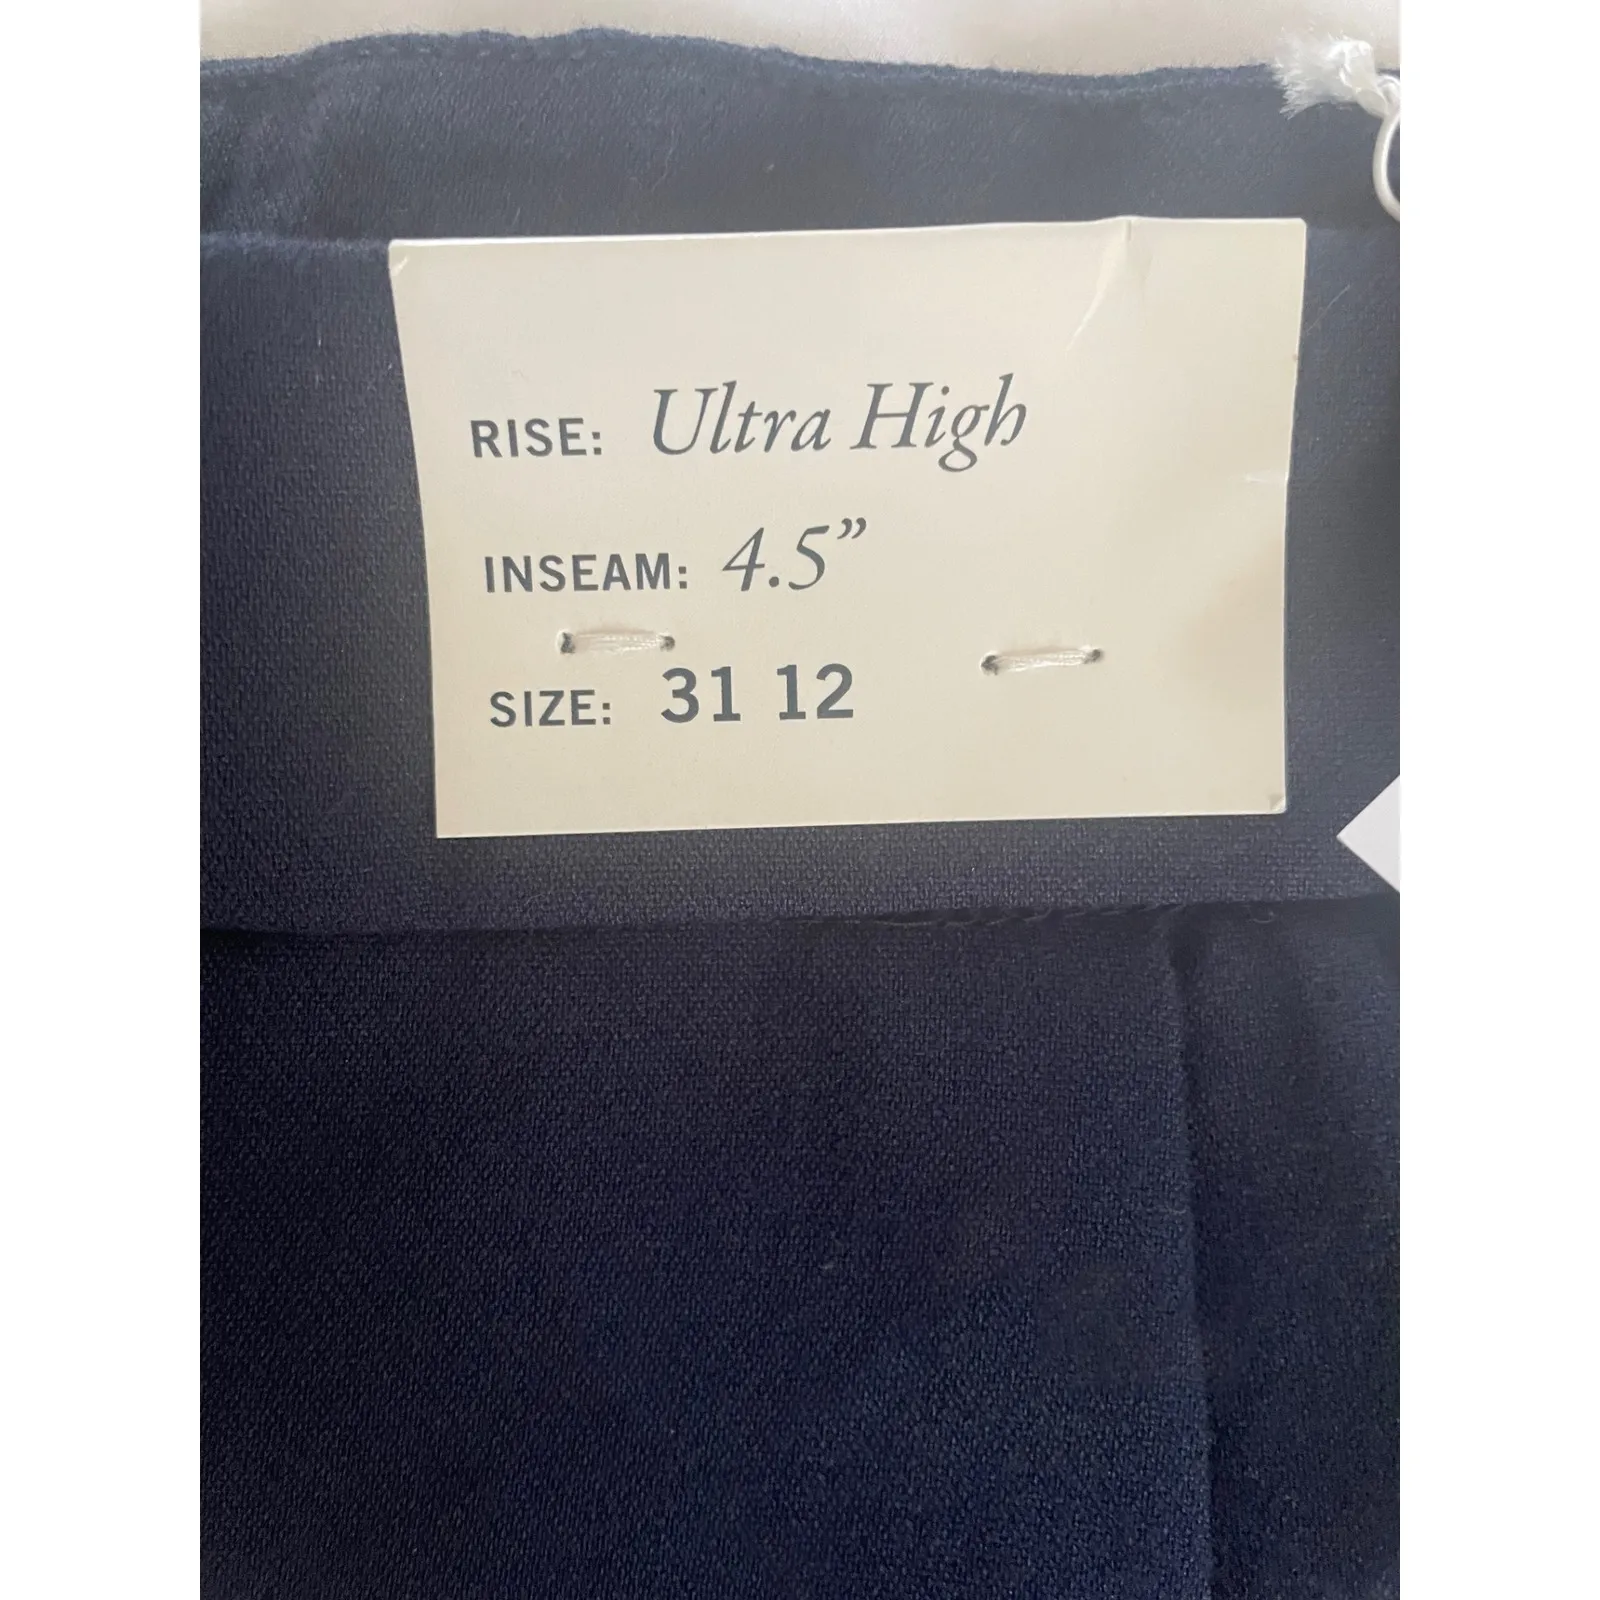 RISE: Ultra High
INSEAM: 4.5”
SIZE: 31 12